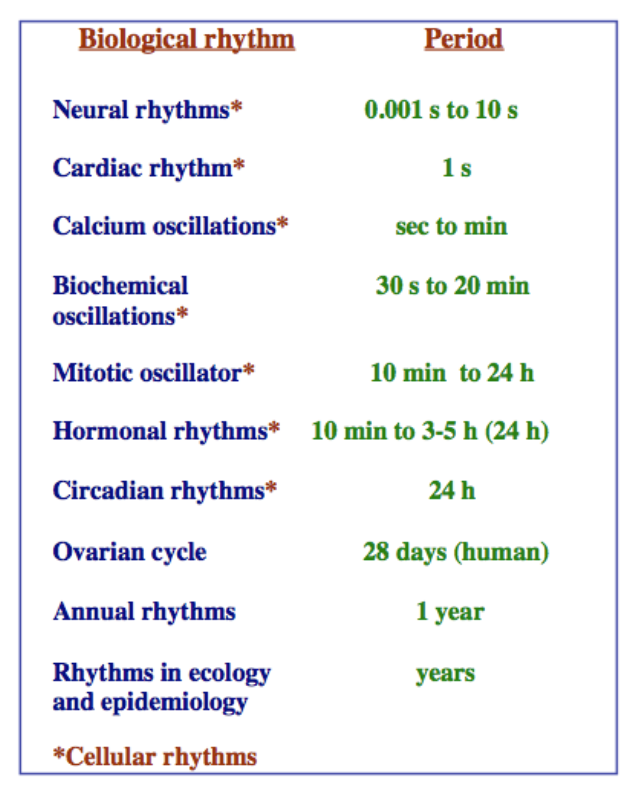 Biological rhythm Period
Neural rhythms* 0.001 s to 10 s
Cardiac rhythm* 1 s
Calcium oscillations* sec to min
Biochemical 30 s to 20 min
oscillations*
Mitotic oscillator* 10 min to 24 h
Hormonal rhythms* 10 min to 3-5 h (24 h)
Circadian rhythms* 24 h
Ovarian cycle 28 days (human)
Annual rhythms 1 year
Rhythms in ecology years
and epidemiology
*Cellular rhythms